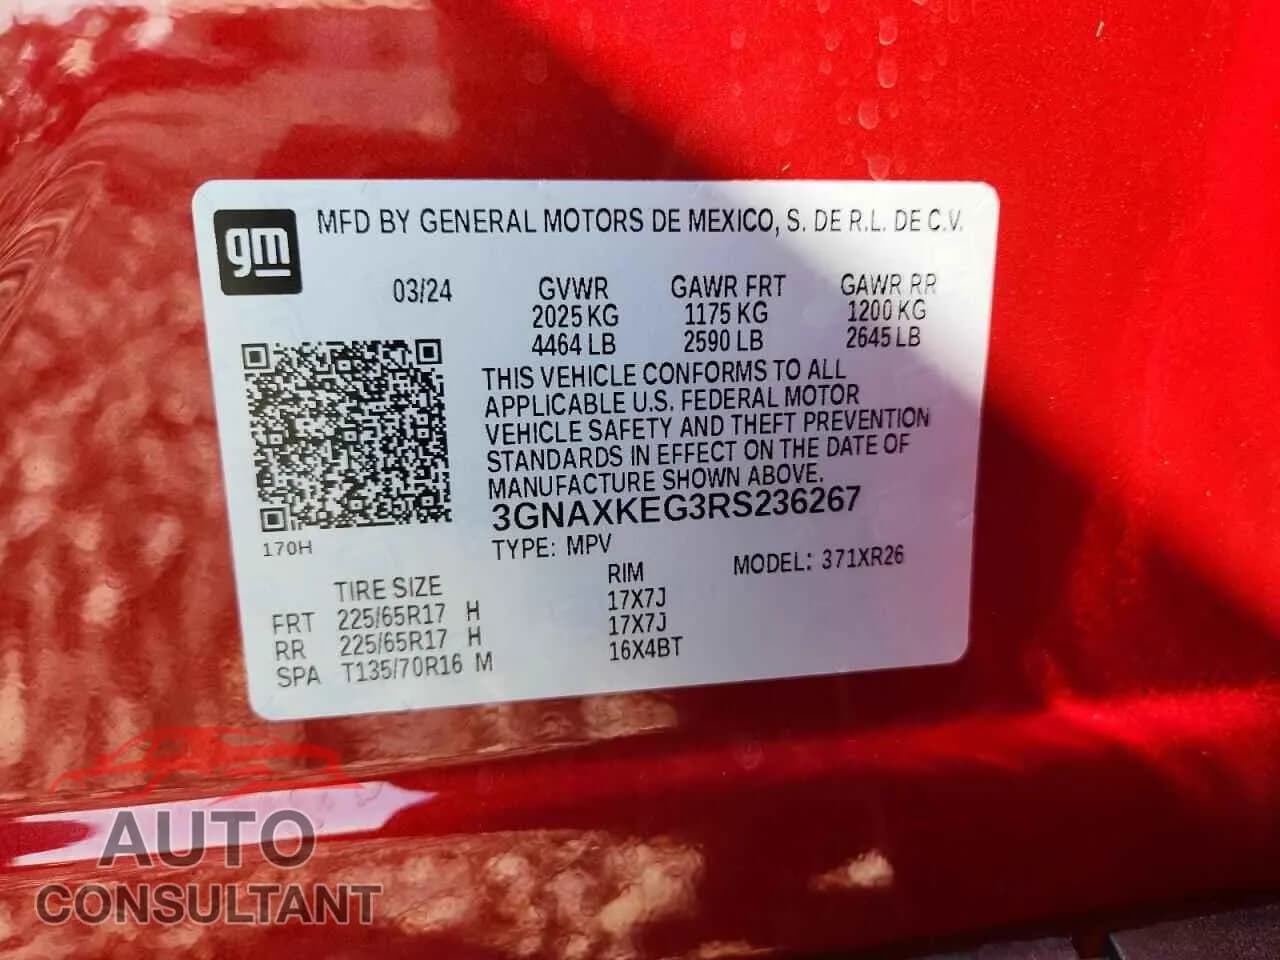 gm
MFD BY GENERAL MOTORS DE MEXICO, S. DE R.L. DE C.V.
03/24 GVWR GAWR FRT GAWR RR
2025 KG 1175 KG 1200 KG
4464 LB 2590 LB 2645 LB
THIS VEHICLE CONFORMS TO ALL
APPLICABLE U.S. FEDERAL MOTOR
VEHICLE SAFETY AND THEFT PREVENTION
STANDARDS IN EFFECT ON THE DATE OF
MANUFACTURE SHOWN ABOVE.
3GNAXKEG3RS236267
170H
TYPE: MPV MODEL: 371XR26
TIRE SIZE RIM
FRT 225/65R17 H 17X7J
RR 225/65R17 H 17X7J
SPA T135/70R16 M 16X4BT
AUTO
CONSULTANT